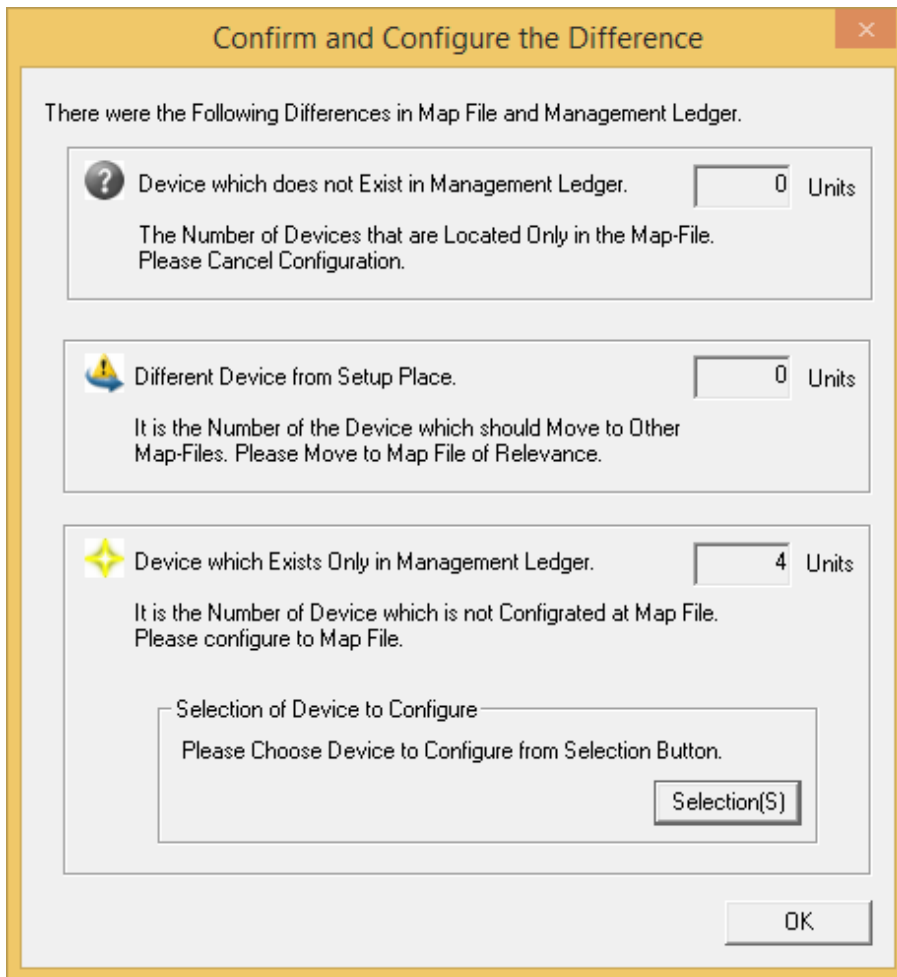 Confirm and Configure the Difference
There were the Following Differences in Map File and Management Ledger.
Device which does not Exist in Management Ledger. 0 Units
The Number of Devices that are Located Only in the Map-File.
Please Cancel Configuration.
Different Device from Setup Place. 0 Units
It is the Number of the Device which should Move to Other
Map-Files. Please Move to Map File of Relevance.
Device which Exists Only in Management Ledger. 4 Units
It is the Number of Device which is not Configrated at Map File.
Please configure to Map File.
Selection of Device to Configure
Please Choose Device to Configure from Selection Button.
Selection(S)
OK